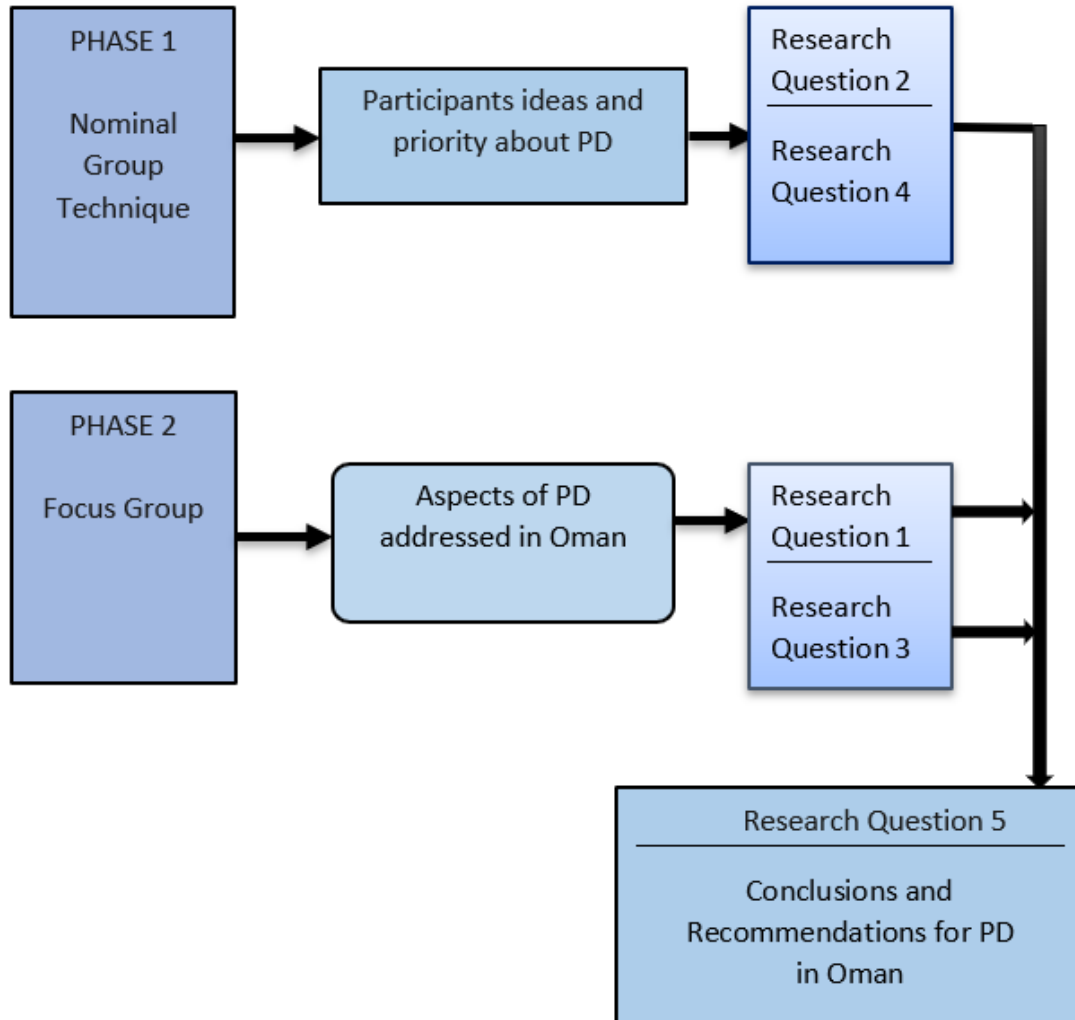 PHASE 1
Nominal
Group
Technique
Participants ideas and
priority about PD
Research
Question 2
Research
Question 4
PHASE 2
Focus Group
Aspects of PD
addressed in Oman
Research
Question 1
Research
Question 3
Research Question 5
Conclusions and
Recommendations for PD
in Oman